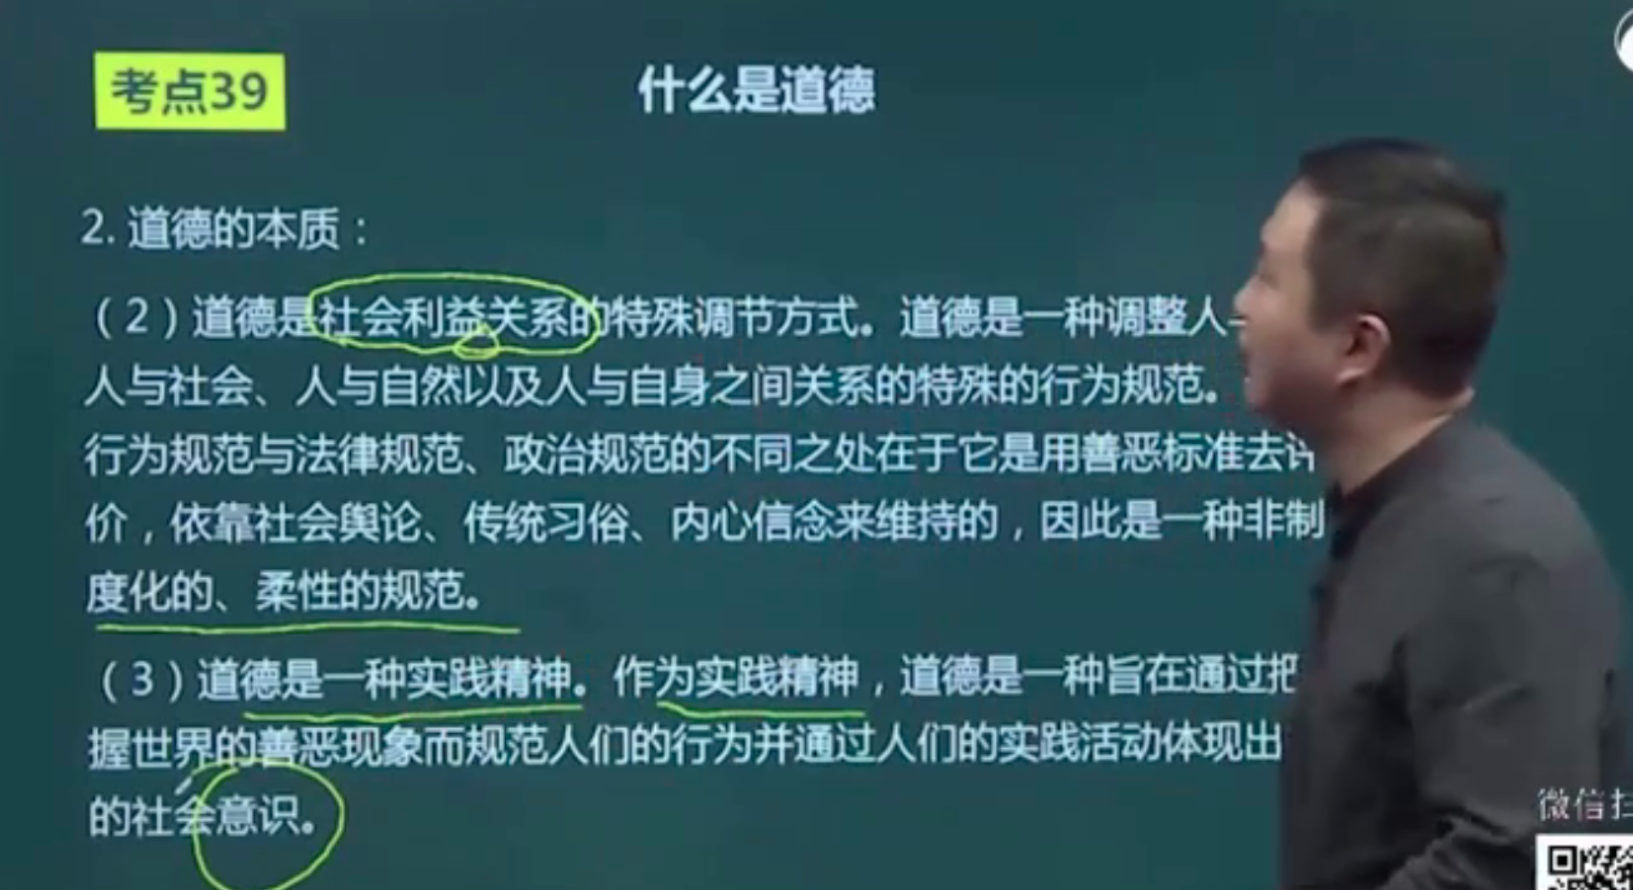 考点39
什么是道德
2. 道德的本质：
（2）道德是社会利益关系的特殊调节方式。道德是一种调整人
人与社会、人与自然以及人与自身之间关系的特殊的行为规范。
行为规范与法律规范、政治规范的不同之处在于它是用善恶标准去评
价，依靠社会舆论、传统习俗、内心信念来维持的，因此是一种非制
度化的、柔性的规范。
（3）道德是一种实践精神。作为实践精神，道德是一种旨在通过把
握世界的善恶现象而规范人们的行为并通过人们的实践活动体现出
的社会意识。
微信扫